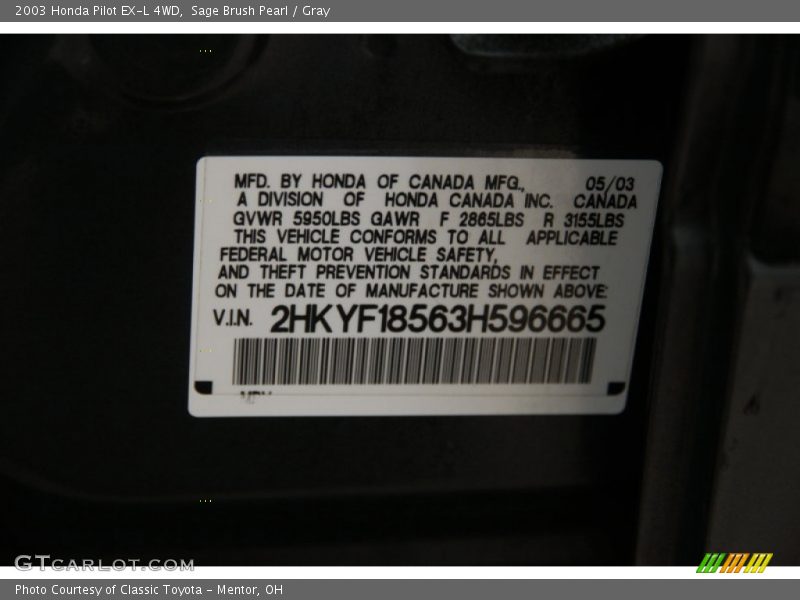 2003 Honda Pilot EX-L 4WD,  Sage Brush Pearl / Gray
MFD. BY HONDA OF CANADA MFG., 05/03
A DIVISION OF HONDA CANADA INC. CANADA
GVWR 5950LBS GAWR F 2865LBS R 3155LBS
THIS VEHICLE CONFORMS TO ALL APPLICABLE
FEDERAL MOTOR VEHICLE SAFETY,
AND THEFT PREVENTION STANDARDS IN EFFECT
ON THE DATE OF MANUFACTURE SHOWN ABOVE.
V.I.N. 2HKYF18563H596665
GTCARLOT.COM
Photo Courtesy of Classic Toyota - Mentor, OH